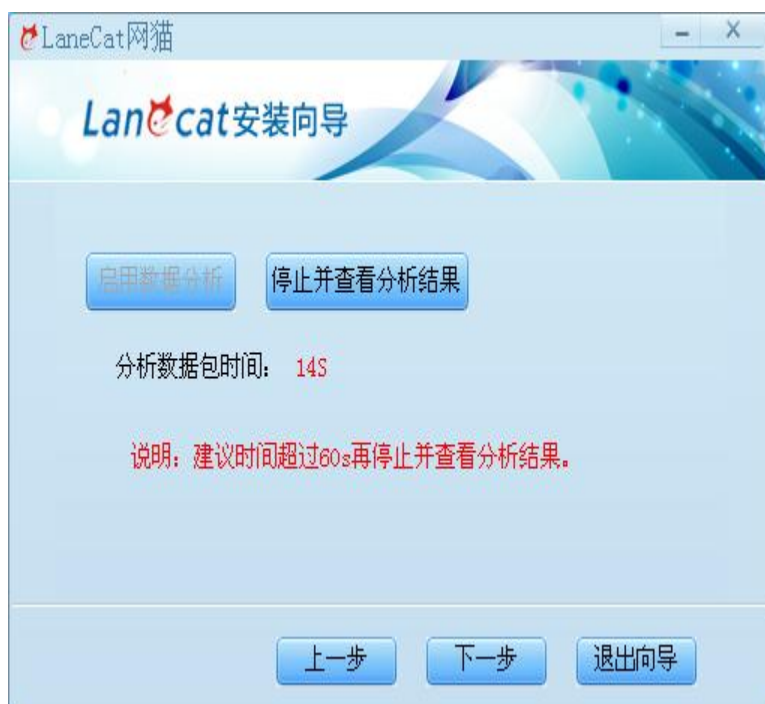 LaneCat网猫
Lanecat安装向导
启用数据分析
停止并查看分析结果
分析数据包时间: 14S
说明: 建议时间超过60s再停止并查看分析结果。
上一步
下一步
退出向导